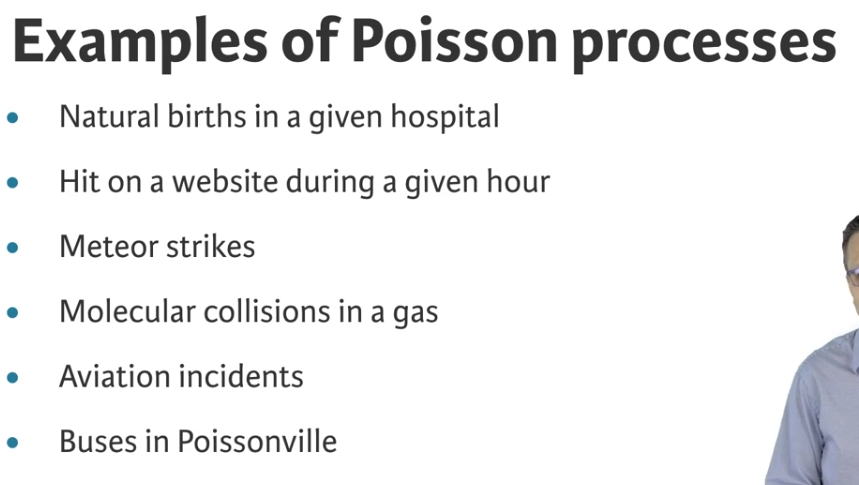 Examples of Poisson processes
• Natural births in a given hospital
• Hit on a website during a given hour
• Meteor strikes
• Molecular collisions in a gas
• Aviation incidents
• Buses in Poissonville